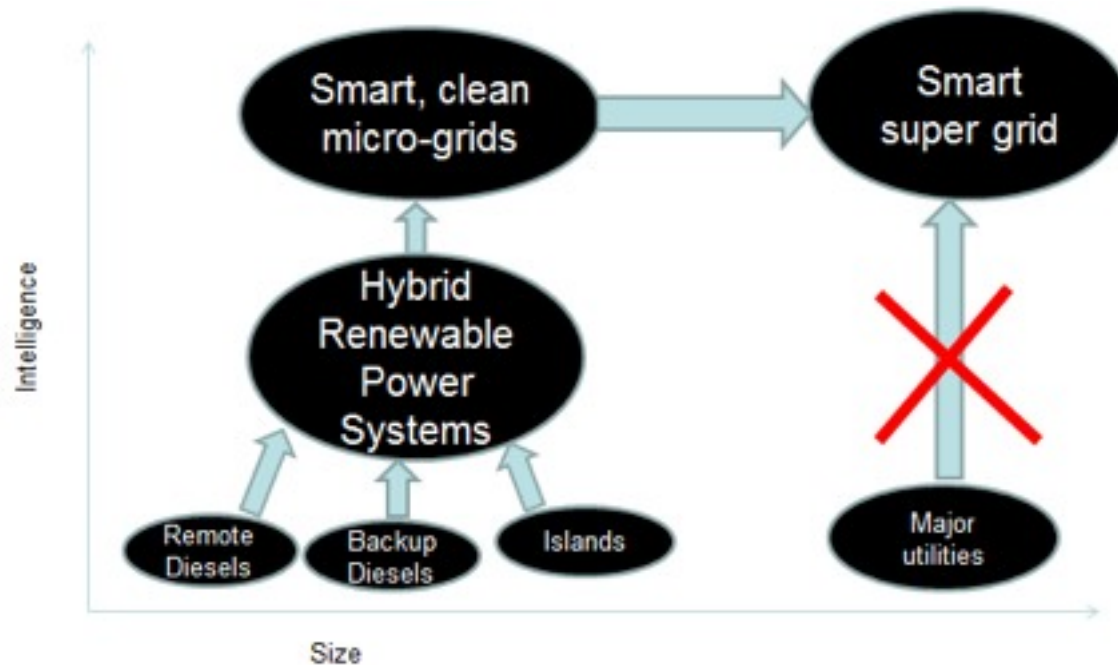 Smart, clean
micro-grids
Smart
super grid
Intelligence
Hybrid
Renewable
Power
Systems
Remote
Diesels
Backup
Diesels
Islands
Major
utilities
Size